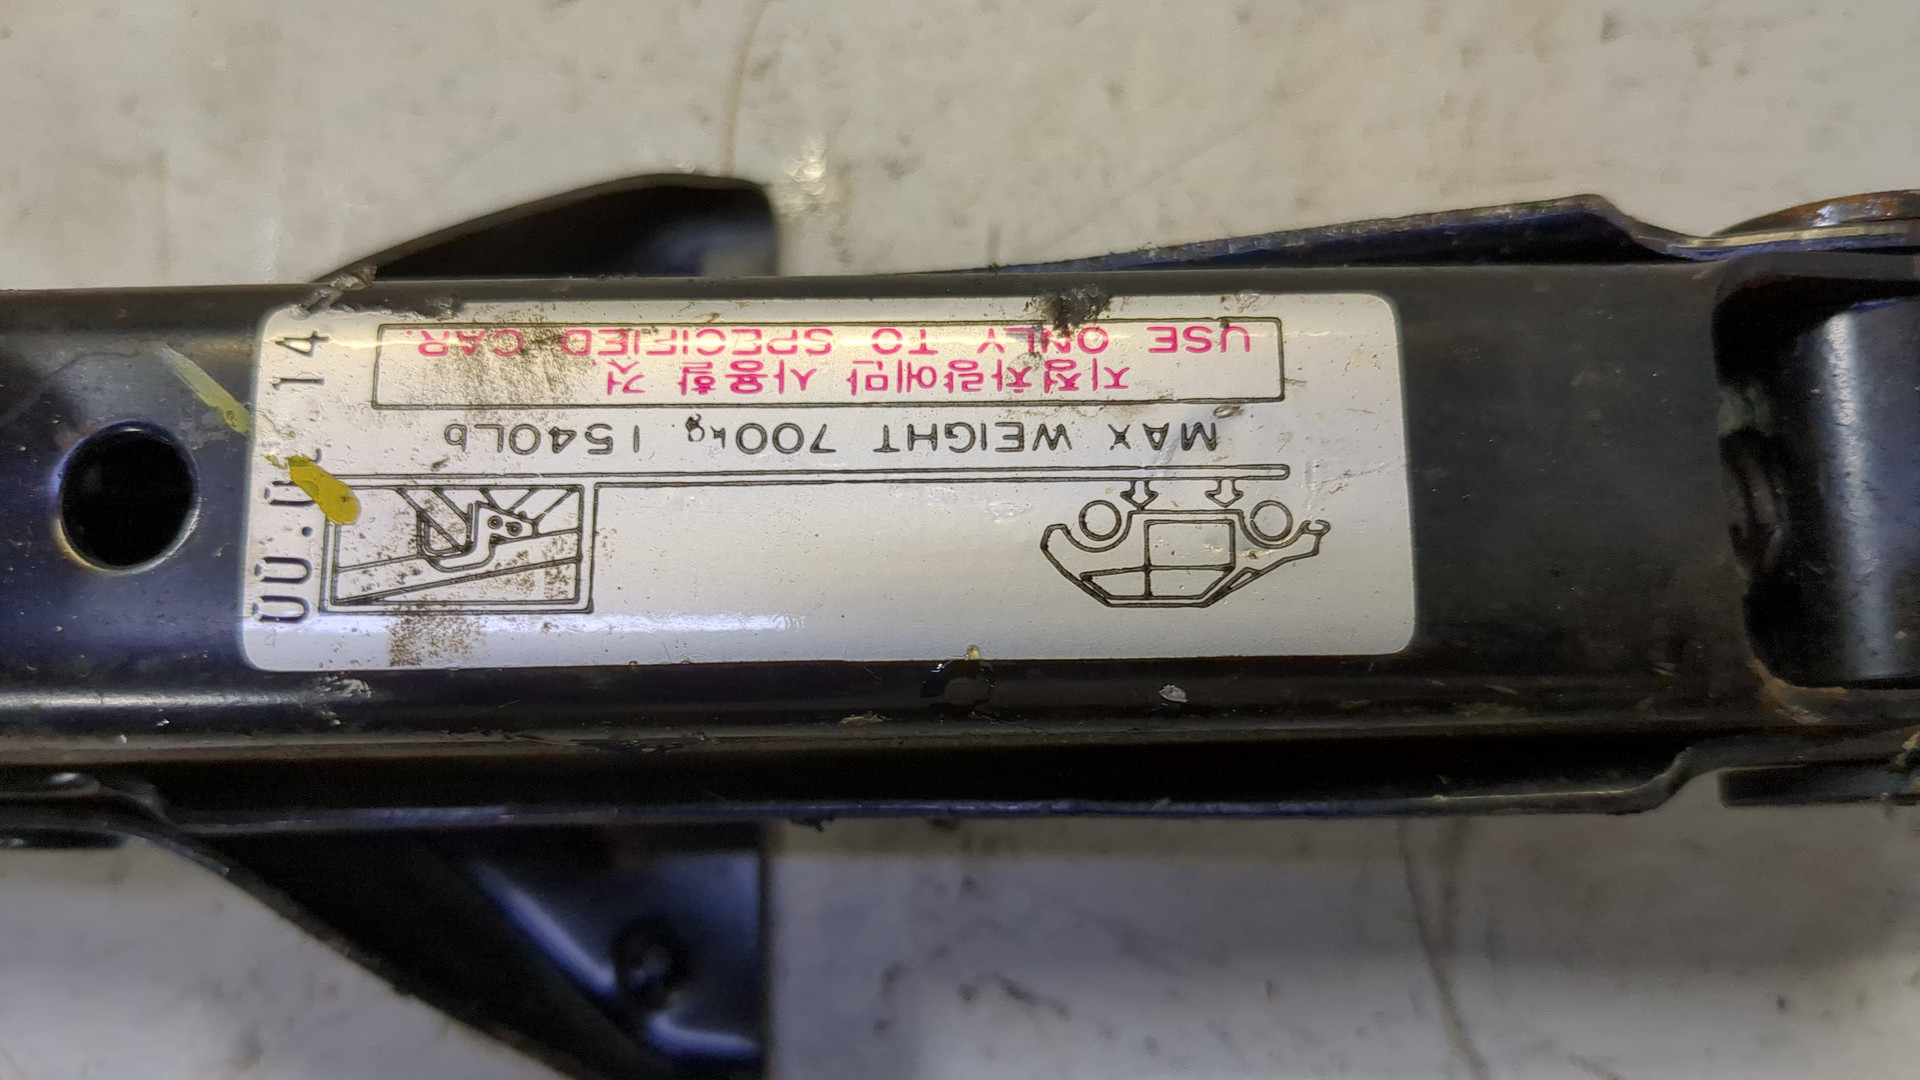 MAX WEIGHT 700kg. 1540Lb
지정차량에만 사용할 것
USE ONLY TO SPECIFIED CAR.